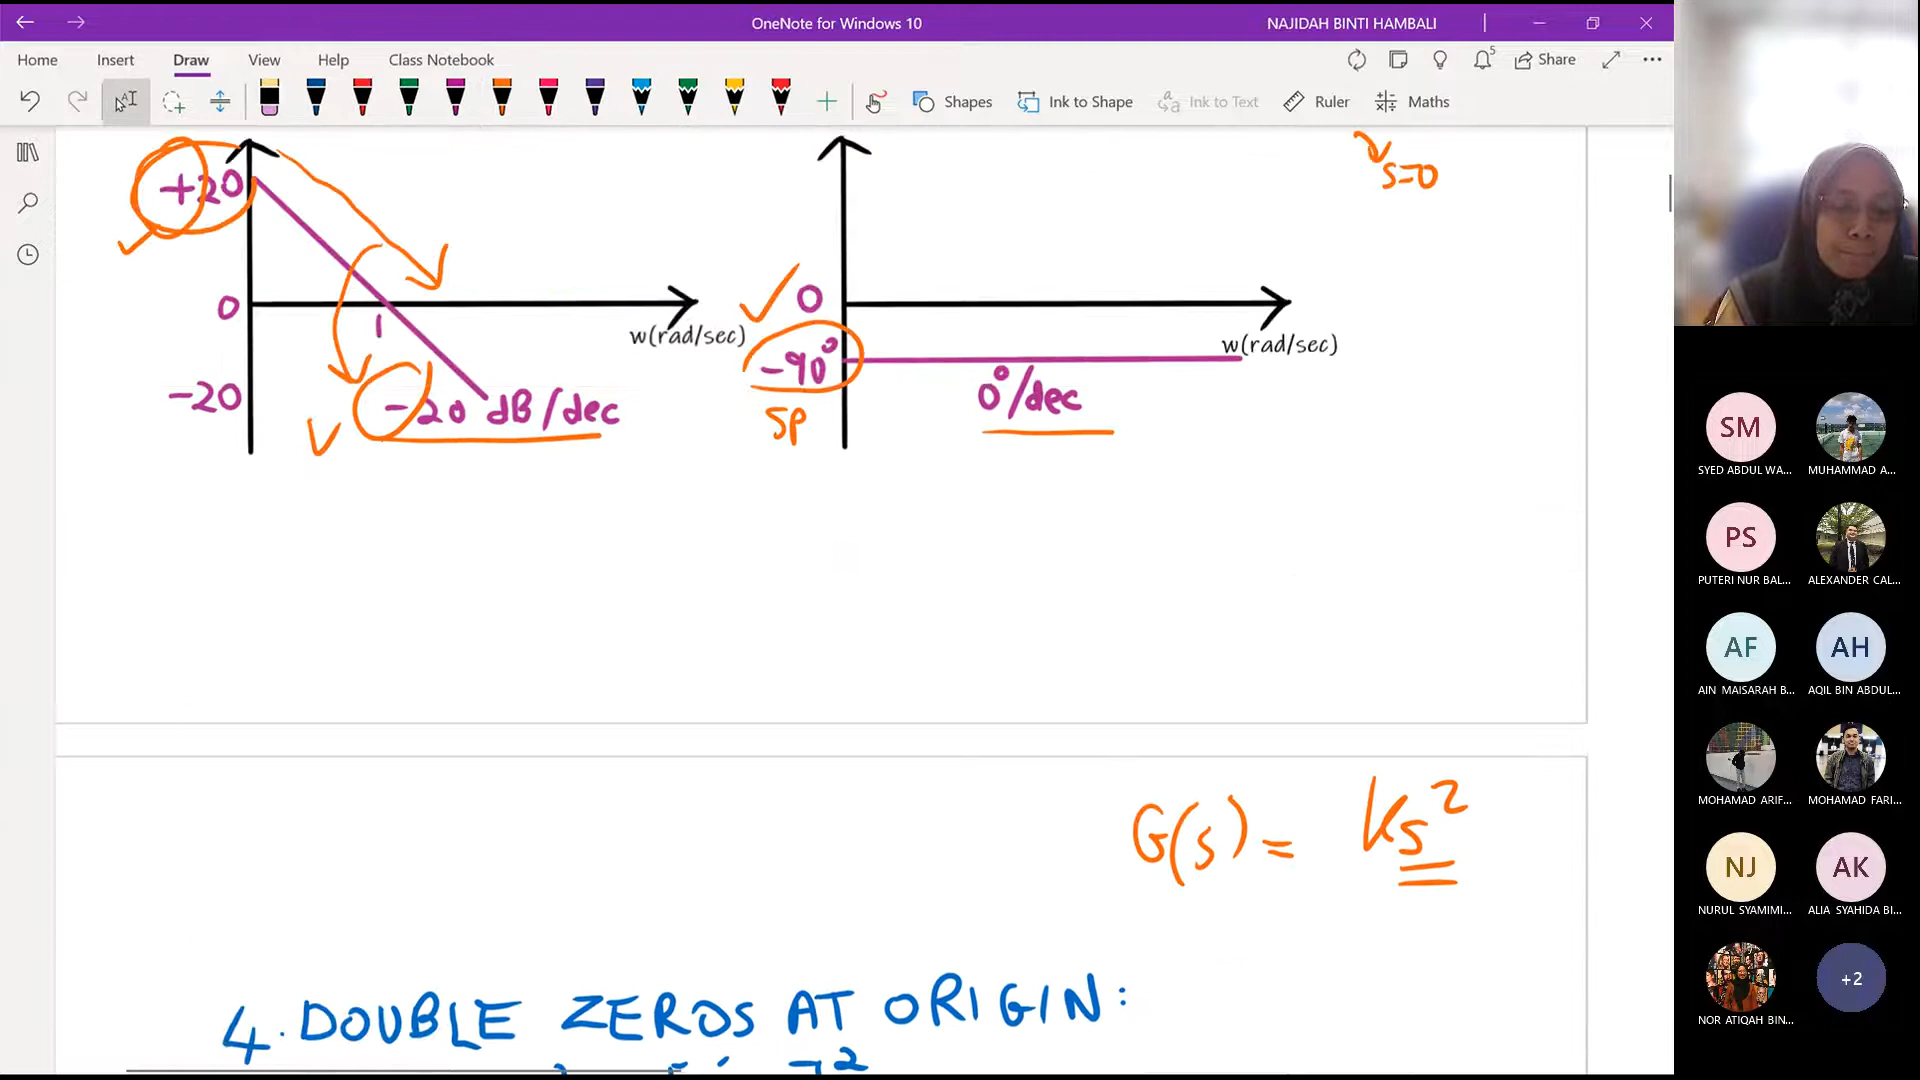 OneNote for Windows 10
NAJIDAH BINTI HAMBALI
Home Insert Draw View Help Class Notebook
5
Share
Shapes
Ink to Shape
Ink to Text
Ruler
Maths
+20
0
1
-20
-20 dB/dec
w(rad/sec)
0
-90°
SP
0°/dec
w(rad/sec)
s=0
G(s) = Ks²
4. DOUBLE ZEROS AT ORIGIN:
SM
SYED ABDUL WA...
MUHAMMAD A...
PS
PUTERI NUR BAL...
ALEXANDER CAL...
AF
AIN MAISARAH B...
AH
AQIL BIN ABDUL...
MOHAMAD ARIF...
MOHAMAD FARI...
NJ
NURUL SYAMIMI...
AK
ALIA SYAHIDA BI...
NOR ATIQAH BIN...
+2